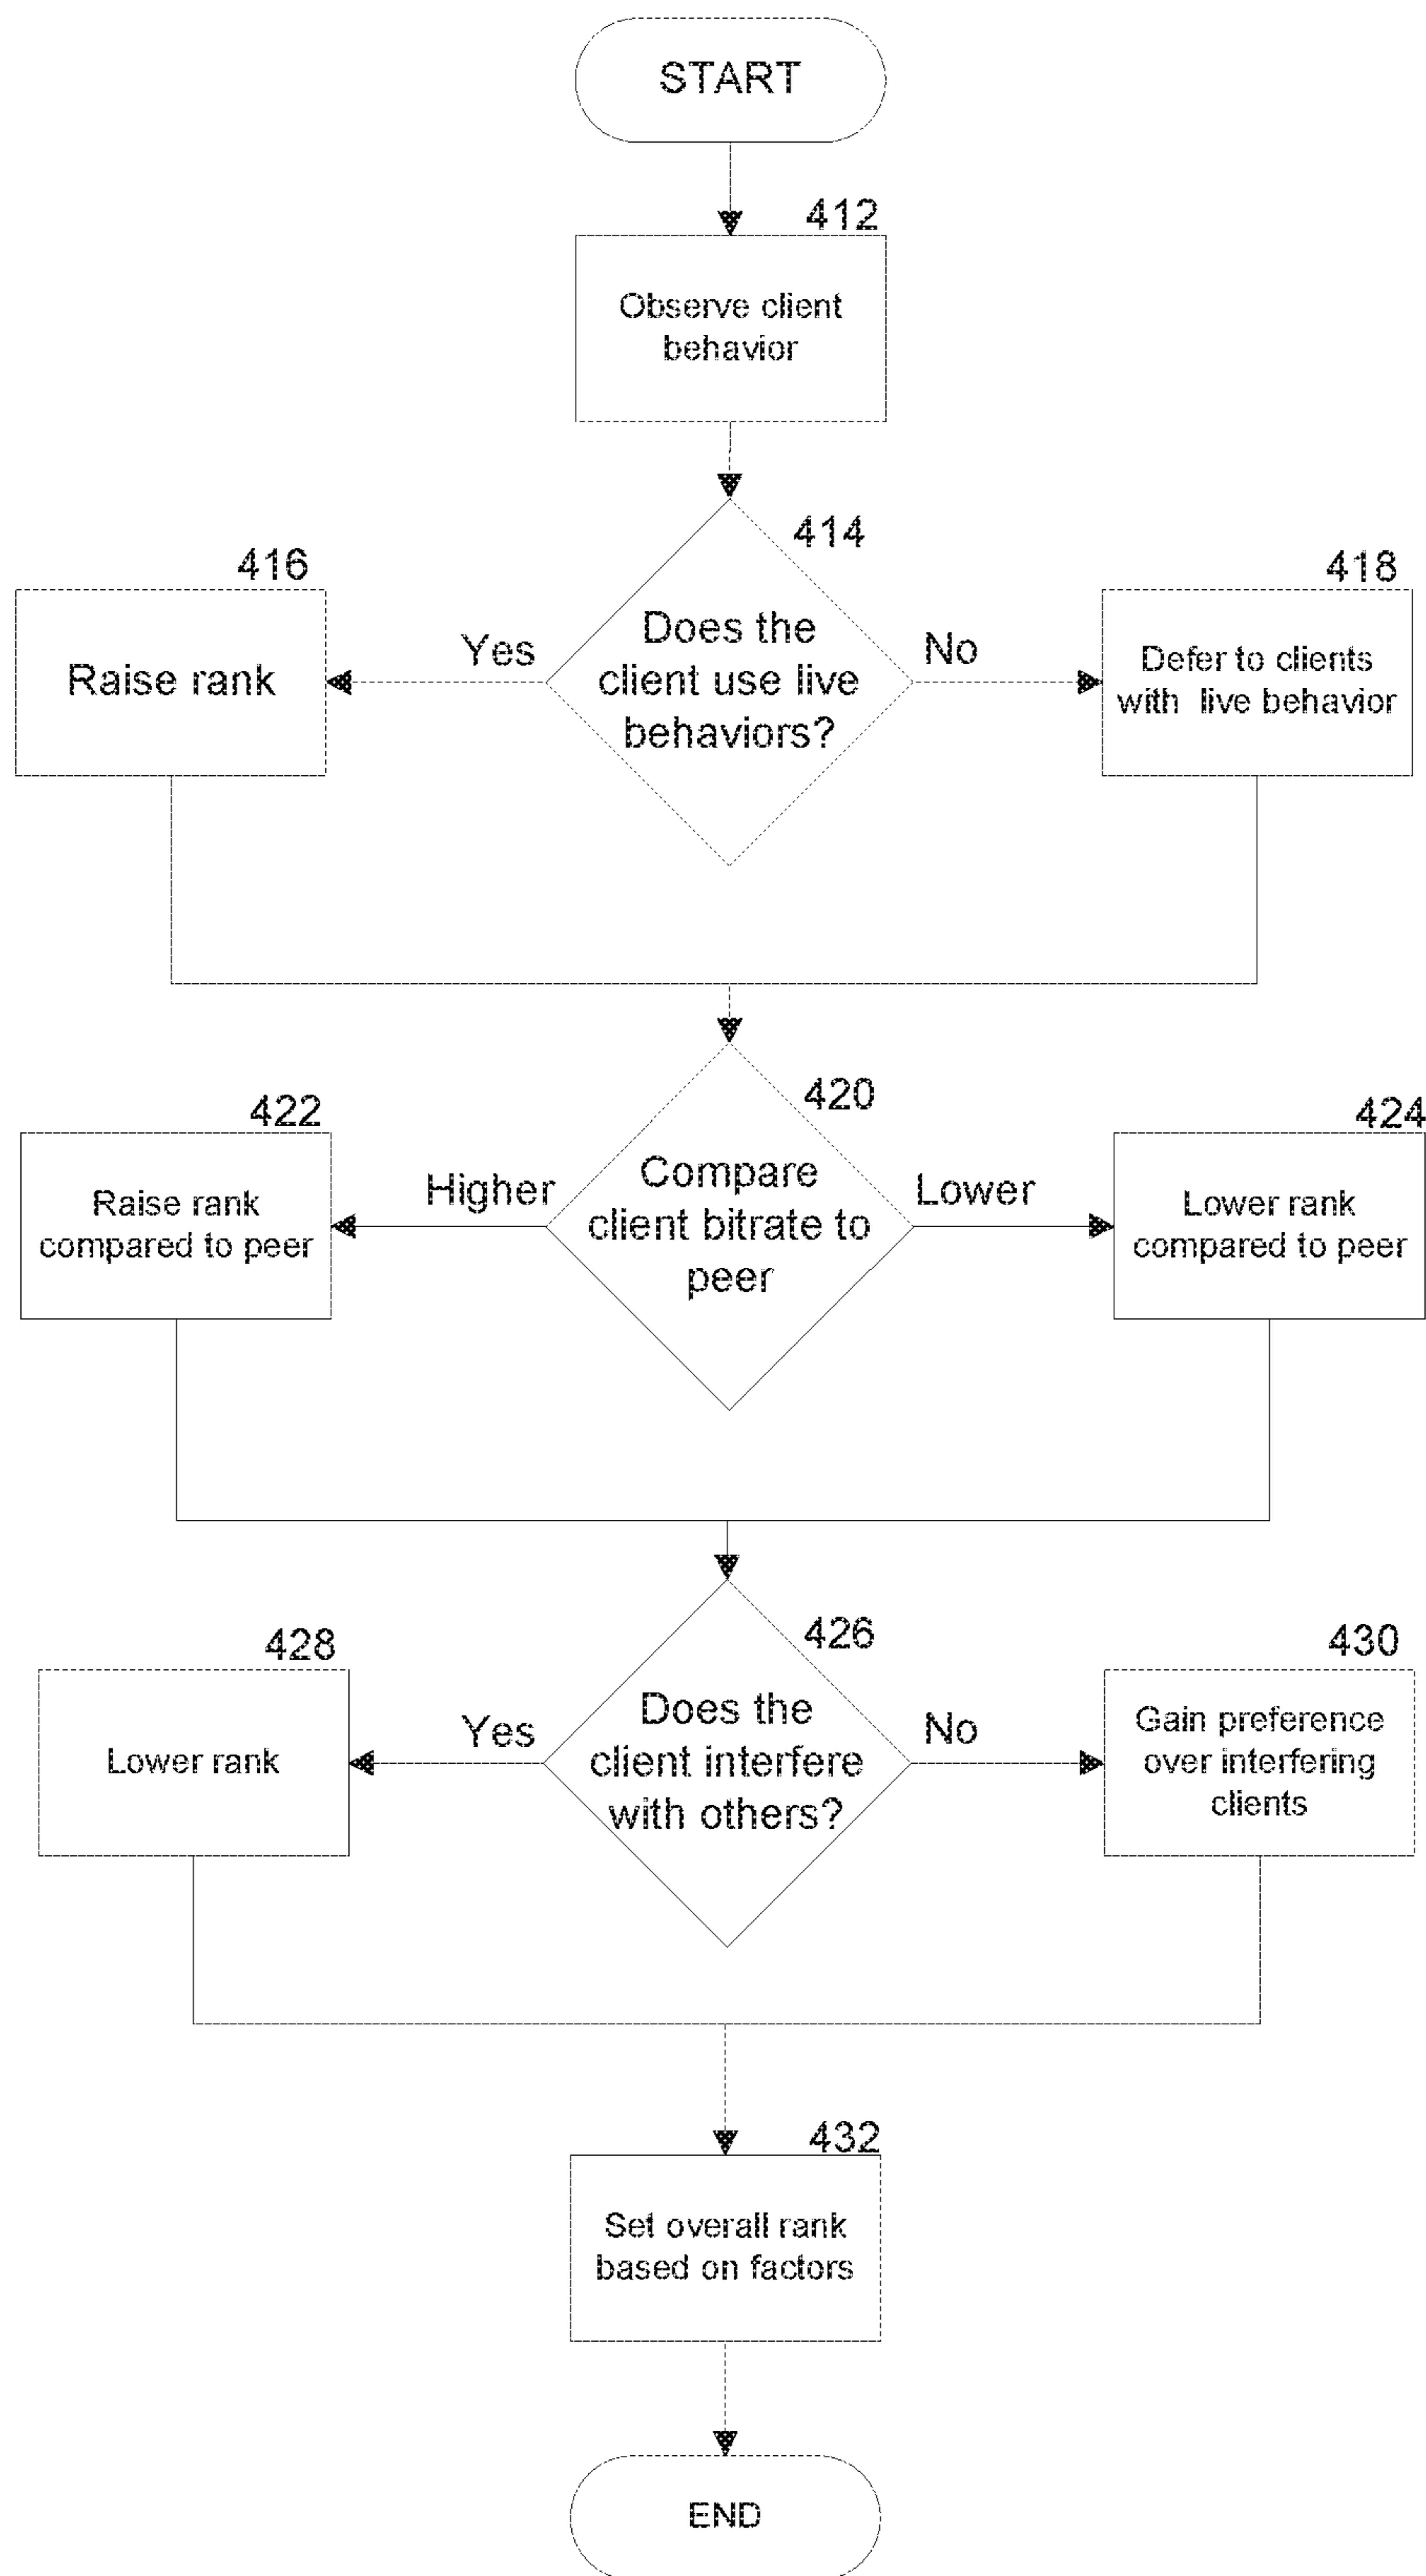 START
412
Observe client
behavior
414
Does the
client use live
behaviors?
Yes
No
416
Raise rank
418
Defer to clients
with live behavior
420
Compare
client bitrate to
peer
Higher
Lower
422
Raise rank
compared to peer
424
Lower rank
compared to peer
426
Does the
client interfere
with others?
Yes
No
428
Lower rank
430
Gain preference
over interfering
clients
432
Set overall rank
based on factors
END